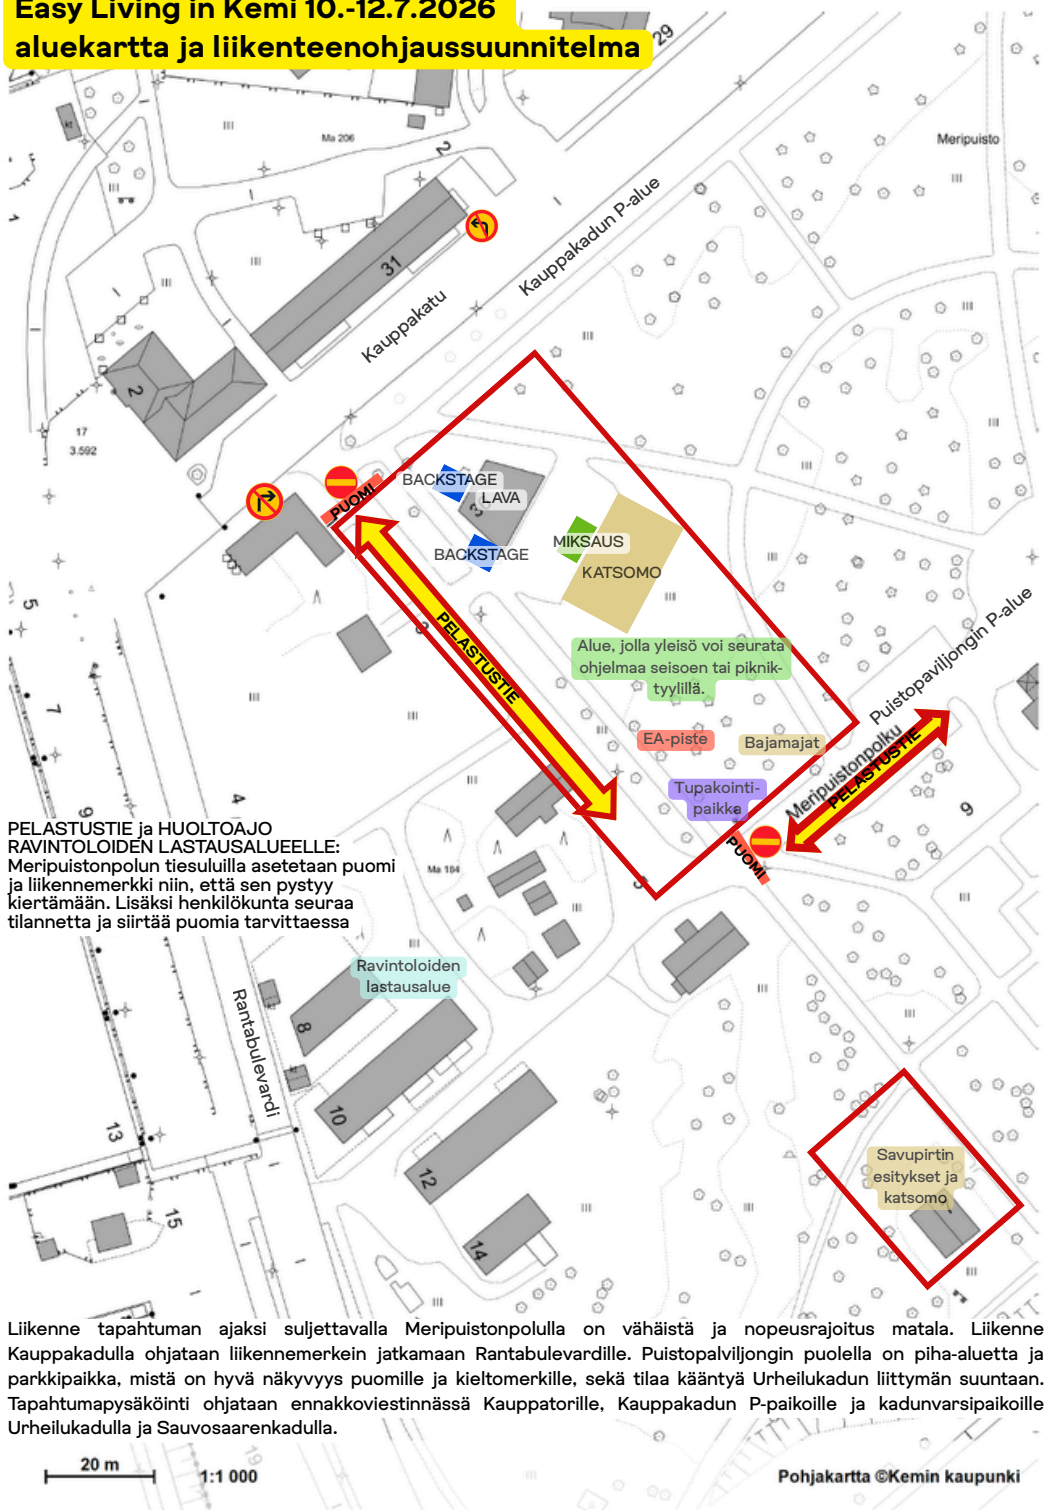 Easy Living in Kemi 10.-12.7.2026
aluekartta ja liikenteenohjaussuunnitelma
29
kt
Ma 206
2
Meripuisto
1
Kauppakadun P-alue
31
Kauppakatu
2
17
3.592
BACKSTAGE
LAVA
3
PUOMI
BACKSTAGE
MIKSAUS
KATSOMO
5
PELASTUSTIE
Alue, jolla yleisö voi seurata
ohjelmaa seisoen tai piknik-
tyylillä.
Puistopaviljongin P-alue
7
EA-piste
Bajamajat
Meripuistonpolku
PELASTUSTIE
Tupakointi-
paikka
4
9
6
PUOMI
PELASTUSTIE ja HUOLTOAJO
RAVINTOLOIDEN LASTAUSALUEELLE:
Meripuistonpolun tiesuluilla asetetaan puomi
ja liikennemerkki niin, että sen pystyy
kiertämään. Lisäksi henkilökunta seuraa
tilannetta ja siirtää puomia tarvittaessa
Ma 184
Ravintoloiden
lastausalue
Rantabulevardi
8
10
13
12
Savupirtin
esitykset ja
katsomo
15
14
Liikenne tapahtuman ajaksi suljettavalla Meripuistonpolulla on vähäistä ja nopeusrajoitus matala. Liikenne
Kauppakadulla ohjataan liikennemerkein jatkamaan Rantabulevardille. Puistopalviljongin puolella on piha-aluetta ja
parkkipaikka, mistä on hyvä näkyvyys puomille ja kieltomerkille, sekä tilaa kääntyä Urheilukadun liittymän suuntaan.
Tapahtumapysäköinti ohjataan ennakkoviestinnässä Kauppatorille, Kauppakadun P-paikoille ja kadunvarsipaikoille
Urheilukadulla ja Sauvosaarenkadulla.
19
20 m
1:1 000
Pohjakartta ©Kemin kaupunki